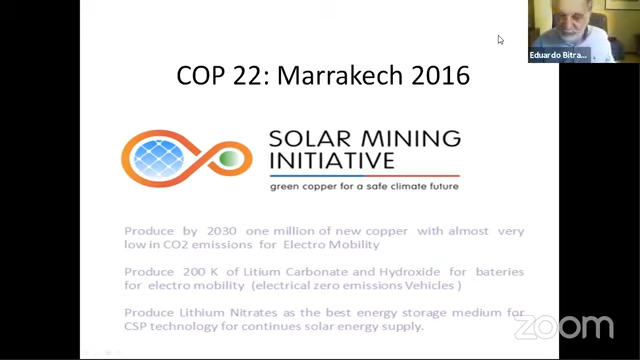 Eduardo Bitra...
COP 22: Marrakech 2016
SOLAR MINING
INITIATIVE
green copper for a safe climate future
Produce by 2030 one million of new copper with almost very
low in CO2 emissions for Electro Mobility
Produce 200 K of Litium Carbonate and Hydroxide for bateries
for electro mobility (electrical zero emissions Vehicles )
Produce Lithium Nitrates as the best energy storage medium for
CSP technology for continues solar energy supply.
zoom